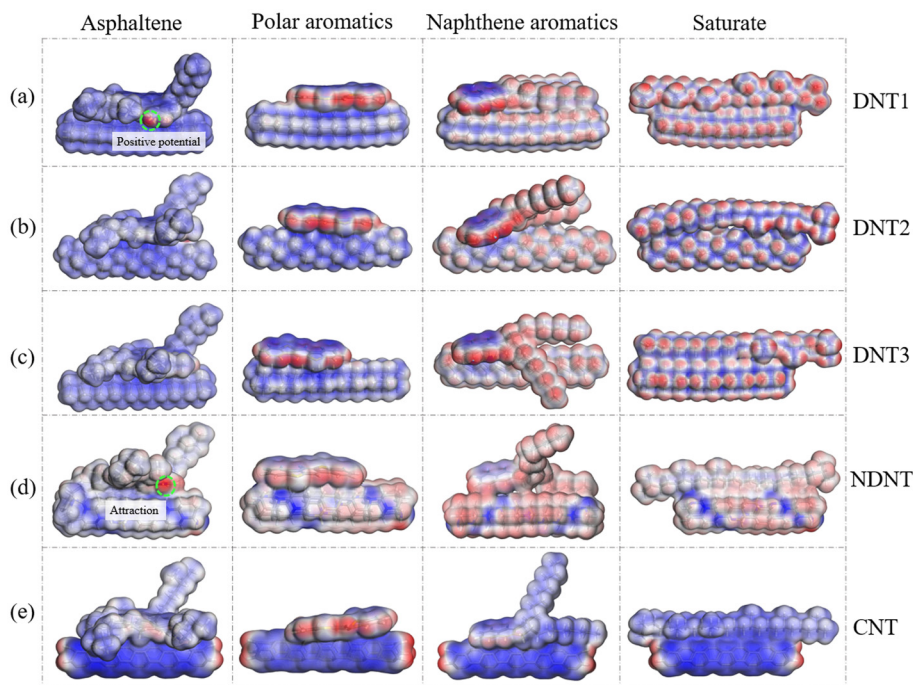 Asphaltene Polar aromatics Naphthene aromatics Saturate
(a) DNT1
Positive potential
(b) DNT2
(c) DNT3
(d) NDNT
Attraction
(e) CNT